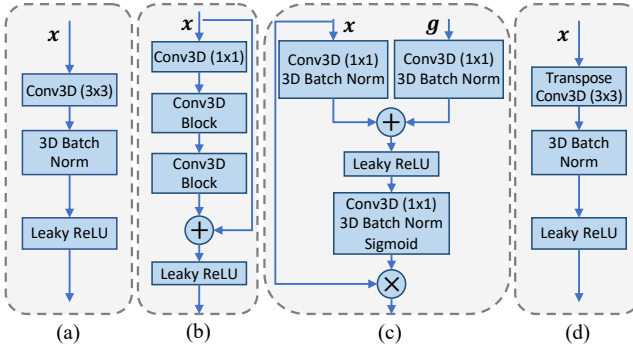 x
Conv3D (3x3)
3D Batch
Norm
Leaky ReLU
(a)
x
Conv3D (1x1)
Conv3D
Block
Conv3D
Block
+
Leaky ReLU
(b)
x
g
Conv3D (1x1)
3D Batch Norm
Conv3D (1x1)
3D Batch Norm
+
Leaky ReLU
Conv3D (1x1)
3D Batch Norm
Sigmoid
×
(c)
x
Transpose
Conv3D (3x3)
3D Batch
Norm
Leaky ReLU
(d)